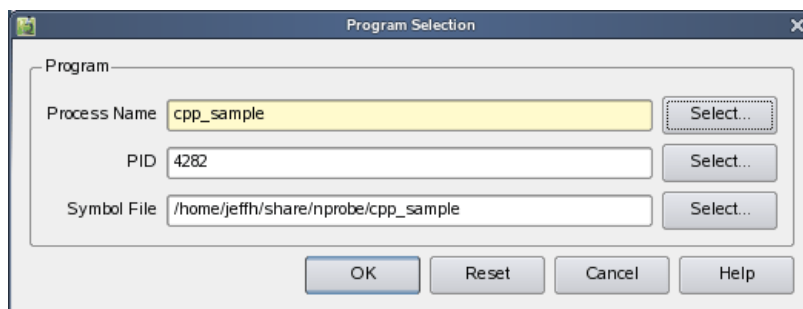 Program Selection
Program
Process Name cpp_sample Select...
PID 4282 Select...
Symbol File /home/jeffh/share/nprobe/cpp_sample Select...
OK Reset Cancel Help